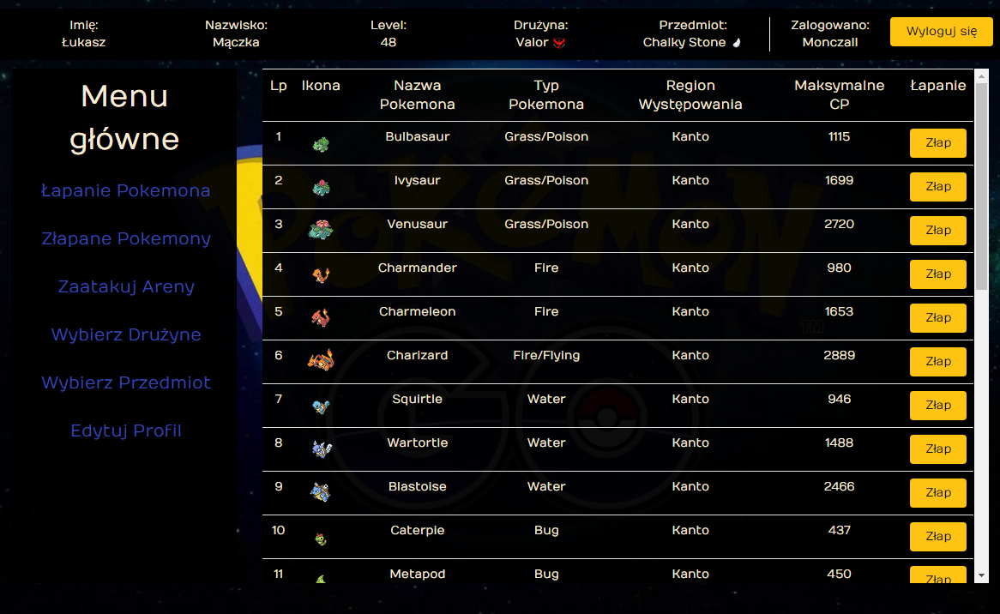 Imię:
Łukasz
Nazwisko:
Mączka
Level:
48
Drużyna:
Valor
Przedmiot:
Chalky Stone
Zalogowano:
Monczall
Wyloguj się
Menu
główne
Łapanie Pokemona
Złapane Pokemony
Zaatakuj Areny
Wybierz Drużyne
Wybierz Przedmiot
Edytuj Profil
Lp Ikona Nazwa Pokemona Typ Pokemona Region Występowania Maksymalne CP Łapanie
1 Bulbasaur Grass/Poison Kanto 1115 Złap
2 Ivysaur Grass/Poison Kanto 1699 Złap
3 Venusaur Grass/Poison Kanto 2720 Złap
4 Charmander Fire Kanto 980 Złap
5 Charmeleon Fire Kanto 1653 Złap
6 Charizard Fire/Flying Kanto 2889 Złap
7 Squirtle Water Kanto 946 Złap
8 Wartortle Water Kanto 1488 Złap
9 Blastoise Water Kanto 2466 Złap
10 Caterpie Bug Kanto 437 Złap
11 Metapod Bug Kanto 450 Złap
POKÉMON
TM
GO